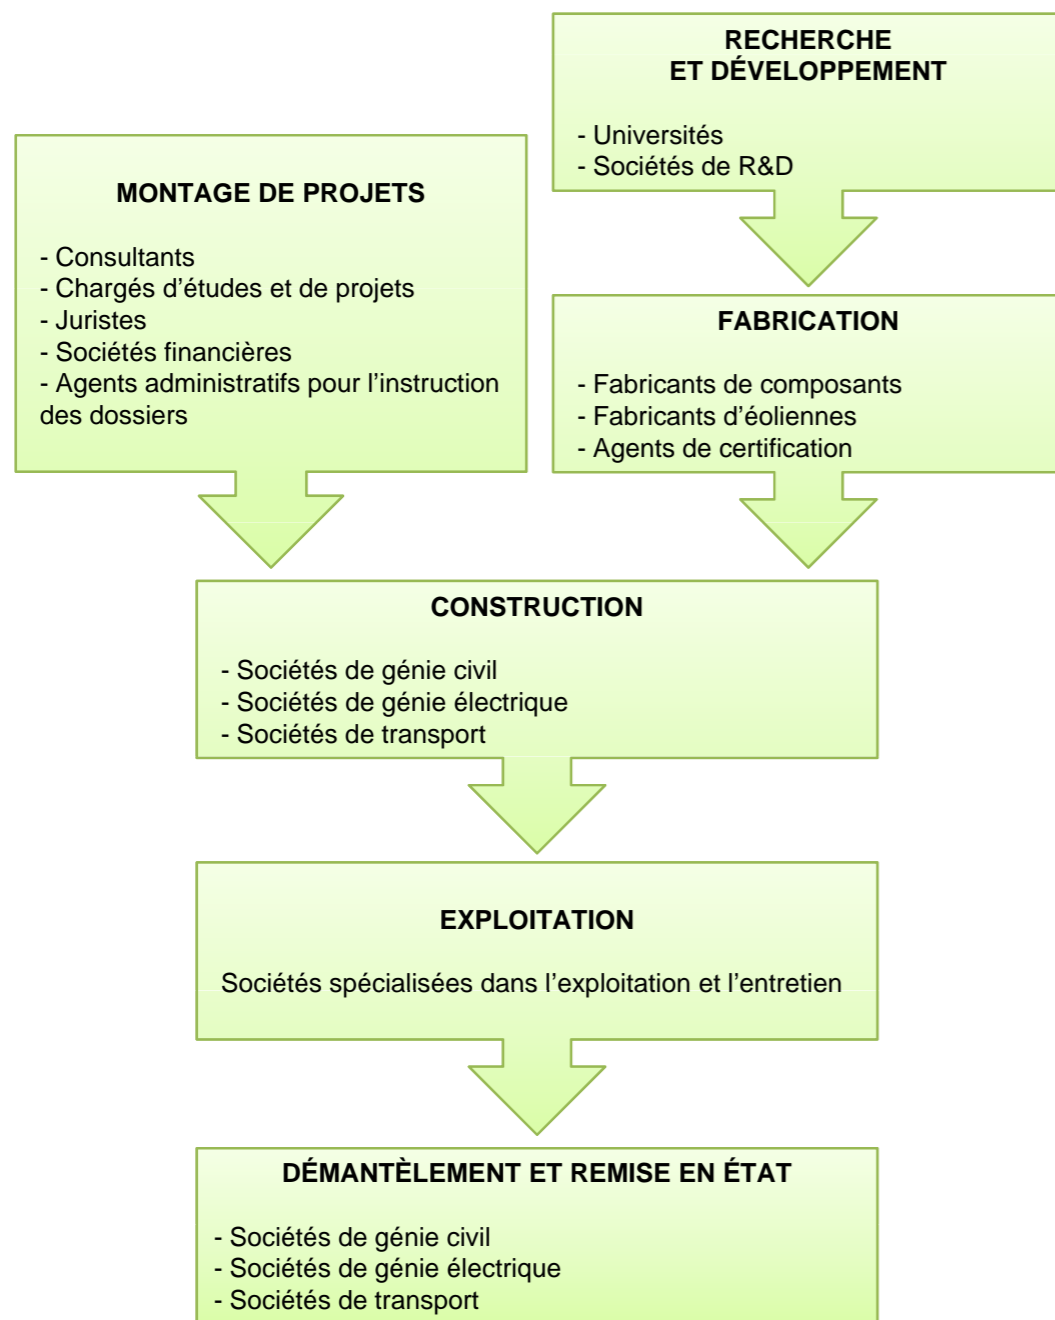 RECHERCHE
ET DÉVELOPPEMENT
- Universités
- Sociétés de R&D
MONTAGE DE PROJETS
- Consultants
- Chargés d’études et de projets
- Juristes
- Sociétés financières
- Agents administratifs pour l’instruction
des dossiers
FABRICATION
- Fabricants de composants
- Fabricants d’éoliennes
- Agents de certification
CONSTRUCTION
- Sociétés de génie civil
- Sociétés de génie électrique
- Sociétés de transport
EXPLOITATION
Sociétés spécialisées dans l’exploitation et l’entretien
DÉMANTÈLEMENT ET REMISE EN ÉTAT
- Sociétés de génie civil
- Sociétés de génie électrique
- Sociétés de transport